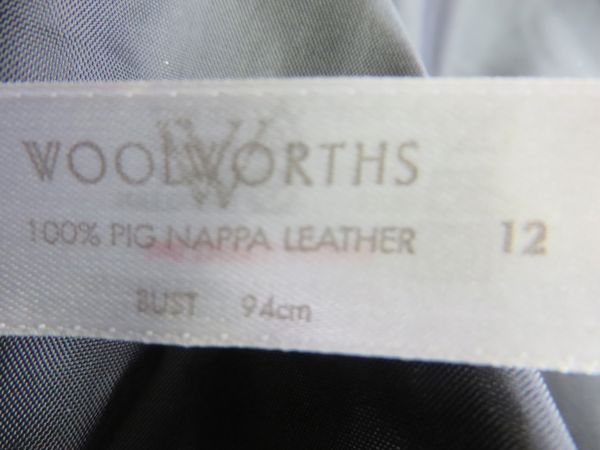 WOOLWORTHS
100% PIG NAPPA LEATHER 12
BUST 94cm